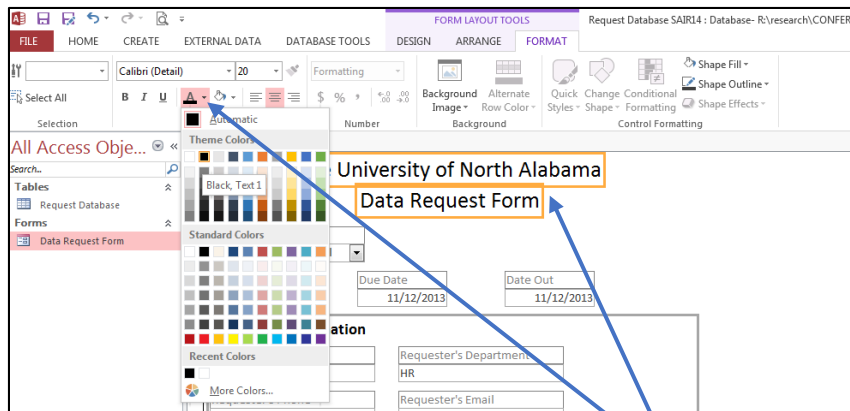 FORM LAYOUT TOOLS
Request Database SAIR14 : Database- R:\research\CONFER
FILE HOME CREATE EXTERNAL DATA DATABASE TOOLS DESIGN ARRANGE FORMAT
Calibri (Detail) 20 Formatting
Select All B I U A $ % , Background Image Alternate Row Color Quick Styles Change Shape Conditional Formatting Shape Fill Shape Outline Shape Effects
Selection Number Background Control Formatting
Automatic
All Access Obje... «
Theme Colors
Search..
University of North Alabama
Tables
Black, Text 1
Request Database
Data Request Form
Forms
Standard Colors
Data Request Form
Due Date Date Out
11/12/2013 11/12/2013
ation
Recent Colors
Requester's Department
HR
More Colors...
Requester's Email